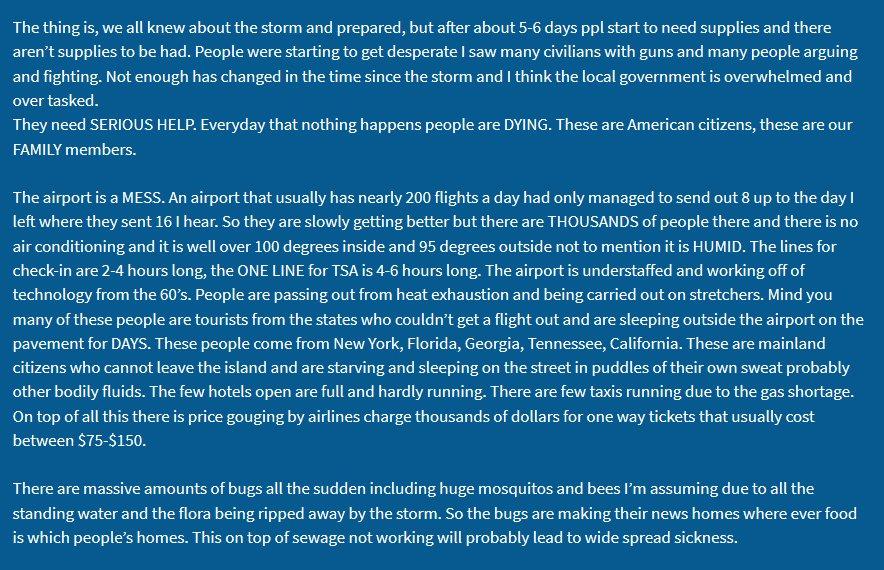 The thing is, we all knew about the storm and prepared, but after about 5-6 days ppl start to need supplies and there
aren't supplies to be had. People were starting to get desperate I saw many civilians with guns and many people arguing
and fighting. Not enough has changed in the time since the storm and I think the local government is overwhelmed and
over tasked.
They need SERIOUS HELP. Everyday that nothing happens people are DYING. These are American citizens, these are our
FAMILY members.
The airport is a MESS. An airport that usually has nearly 200 flights a day had only managed to send out 8 up to the day I
left where they sent 16 I hear. So they are slowly getting better but there are THOUSANDS of people there and there is no
air conditioning and it is well over 100 degrees inside and 95 degrees outside not to mention it is HUMID. The lines for
check-in are 2-4 hours long, the ONE LINE for TSA is 4-6 hours long. The airport is understaffed and working off of
technology from the 60's. People are passing out from heat exhaustion and being carried out on stretchers. Mind you
many of these people are tourists from the states who couldn't get a flight out and are sleeping outside the airport on the
pavement for DAYS. These people come from New York, Florida, Georgia, Tennessee, California. These are mainland
citizens who cannot leave the island and are starving and sleeping on the street in puddles of their own sweat probably
other bodily fluids. The few hotels open are full and hardly running. There are few taxis running due to the gas shortage.
On top of all this there is price gouging by airlines charge thousands of dollars for one way tickets that usually cost
between $75-$150.
There are massive amounts of bugs all the sudden including huge mosquitos and bees I'm assuming due to all the
standing water and the flora being ripped away by the storm. So the bugs are making their news homes where ever food
is which people's homes. This on top of sewage not working will probably lead to wide spread sickness.